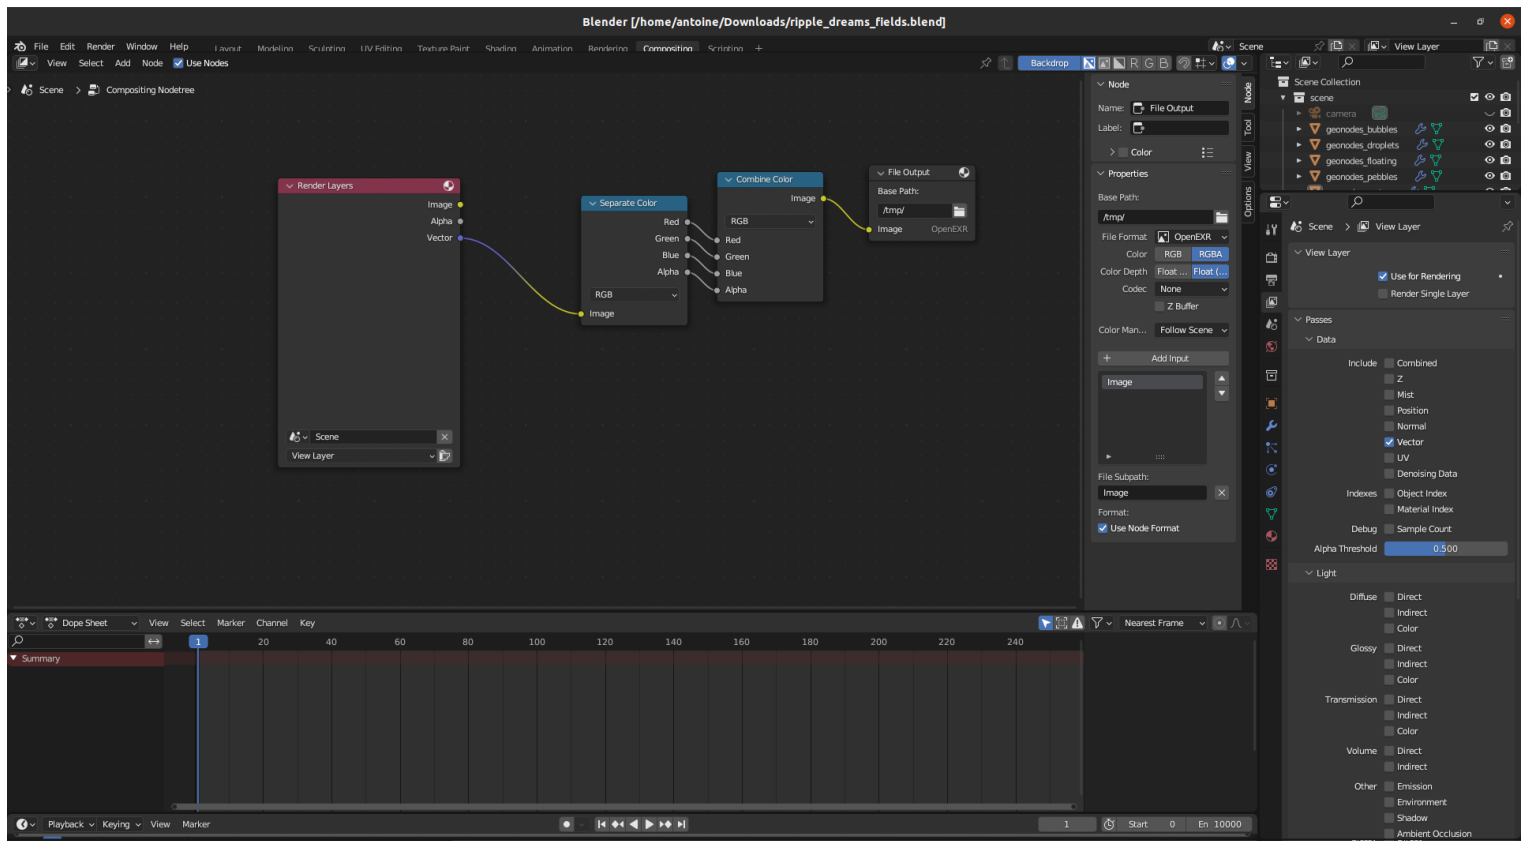 Blender [/home/antoine/Downloads/ripple_dreams_fields.blend]
File Edit Render Window Help Layout Modeling Sculpting UV Editing Texture Paint Shading Animation Rendering Compositing Scripting + Scene View Layer
View Select Add Node Use Nodes Backdrop R G B
Scene > Compositing Nodetree
Render Layers
Image
Alpha
Vector
Scene
View Layer
Separate Color
Red
Green
Blue
Alpha
RGB
Image
Combine Color
Image
RGB
Red
Green
Blue
Alpha
File Output
Base Path:
/tmp/
Image OpenEXR
Node
Name: File Output
Label:
Color
Properties
Base Path:
/tmp/
File Format OpenEXR
Color RGB RGBA
Color Depth Float ... Float (...
Codec None
Z Buffer
Color Man... Follow Scene
+ Add Input
Image
File Subpath:
Image
Format:
Use Node Format
Node
Tool
View
Options
Scene Collection
scene
camera
geonodes_bubbles
geonodes_droplets
geonodes_floating
geonodes_pebbles
Scene > View Layer
View Layer
Use for Rendering
Render Single Layer
Passes
Data
Include Combined
Z
Mist
Position
Normal
Vector
UV
Denoising Data
Indexes Object Index
Material Index
Debug Sample Count
Alpha Threshold 0.500
Light
Diffuse Direct
Indirect
Color
Glossy Direct
Indirect
Color
Transmission Direct
Indirect
Color
Volume Direct
Indirect
Other Emission
Environment
Shadow
Ambient Occlusion
Dope Sheet View Select Marker Channel Key Nearest Frame
1 20 40 60 80 100 120 140 160 180 200 220 240
Summary
Playback Keying View Marker 1 Start 0 En 10000